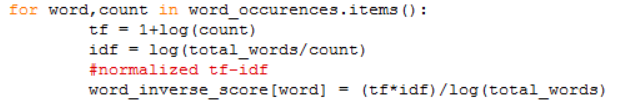 for word,count in word_occurences.items():
        tf = 1+log(count)
        idf = log(total_words/count)
        #normalized tf-idf
        word_inverse_score[word] = (tf*idf)/log(total_words)